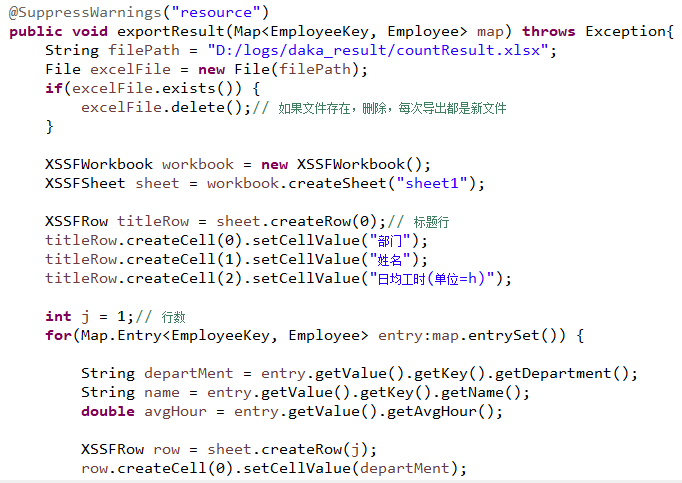 @SuppressWarnings("resource")
public void exportResult(Map<EmployeeKey, Employee> map) throws Exception{
    String filePath = "D:/logs/daka_result/countResult.xlsx";
    File excelFile = new File(filePath);
    if(excelFile.exists()) {
        excelFile.delete();// 如果文件存在，删除，每次导出都是新文件
    }

    XSSFWorkbook workbook = new XSSFWorkbook();
    XSSFSheet sheet = workbook.createSheet("sheet1");

    XSSFRow titleRow = sheet.createRow(0);// 标题行
    titleRow.createCell(0).setCellValue("部门");
    titleRow.createCell(1).setCellValue("姓名");
    titleRow.createCell(2).setCellValue("日均工时(单位=h)");

    int j = 1;// 行数
    for(Map.Entry<EmployeeKey, Employee> entry:map.entrySet()) {

        String departMent = entry.getValue().getKey().getDepartment();
        String name = entry.getValue().getKey().getName();
        double avgHour = entry.getValue().getAvgHour();

        XSSFRow row = sheet.createRow(j);
        row.createCell(0).setCellValue(departMent);